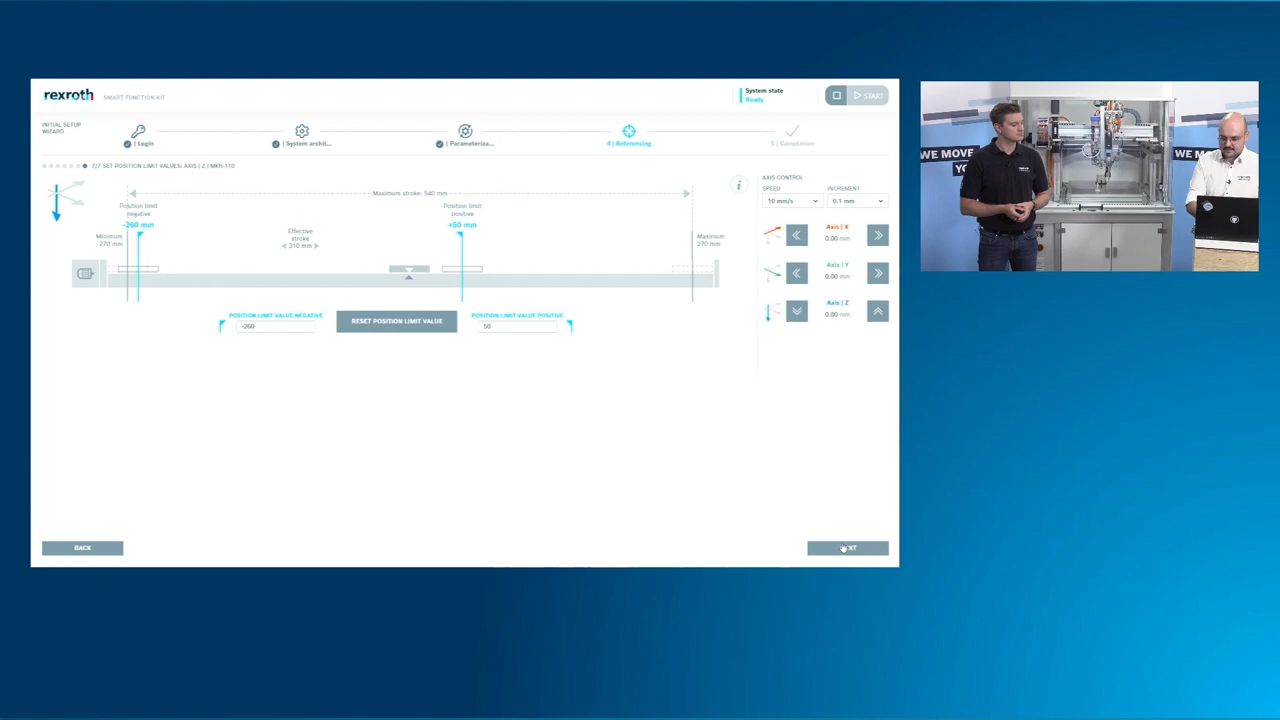 rexroth SMART FUNCTION KIT
System state
Ready
START
INITIAL SETUP
WIZARD
| Login
| System archit...
| Parameteriza...
4 | Referencing
5 | Completion
7/7 SET POSITION LIMIT VALUES: AXIS | Z | MKR-110
Maximum stroke: 540 mm
Position limit
negative
-260 mm
Position limit
positive
+50 mm
Minimum
-270 mm
Effective
stroke
310 mm
Maximum
270 mm
POSITION LIMIT VALUE NEGATIVE
-260
RESET POSITION LIMIT VALUE
POSITION LIMIT VALUE POSITIVE
50
i
AXIS CONTROL
SPEED
INCREMENT
10 mm/s
0.1 mm
Axis | X
0.00 mm
Axis | Y
0.00 mm
Axis | Z
0.00 mm
BACK
WE MOVE
YO
WE MOVE